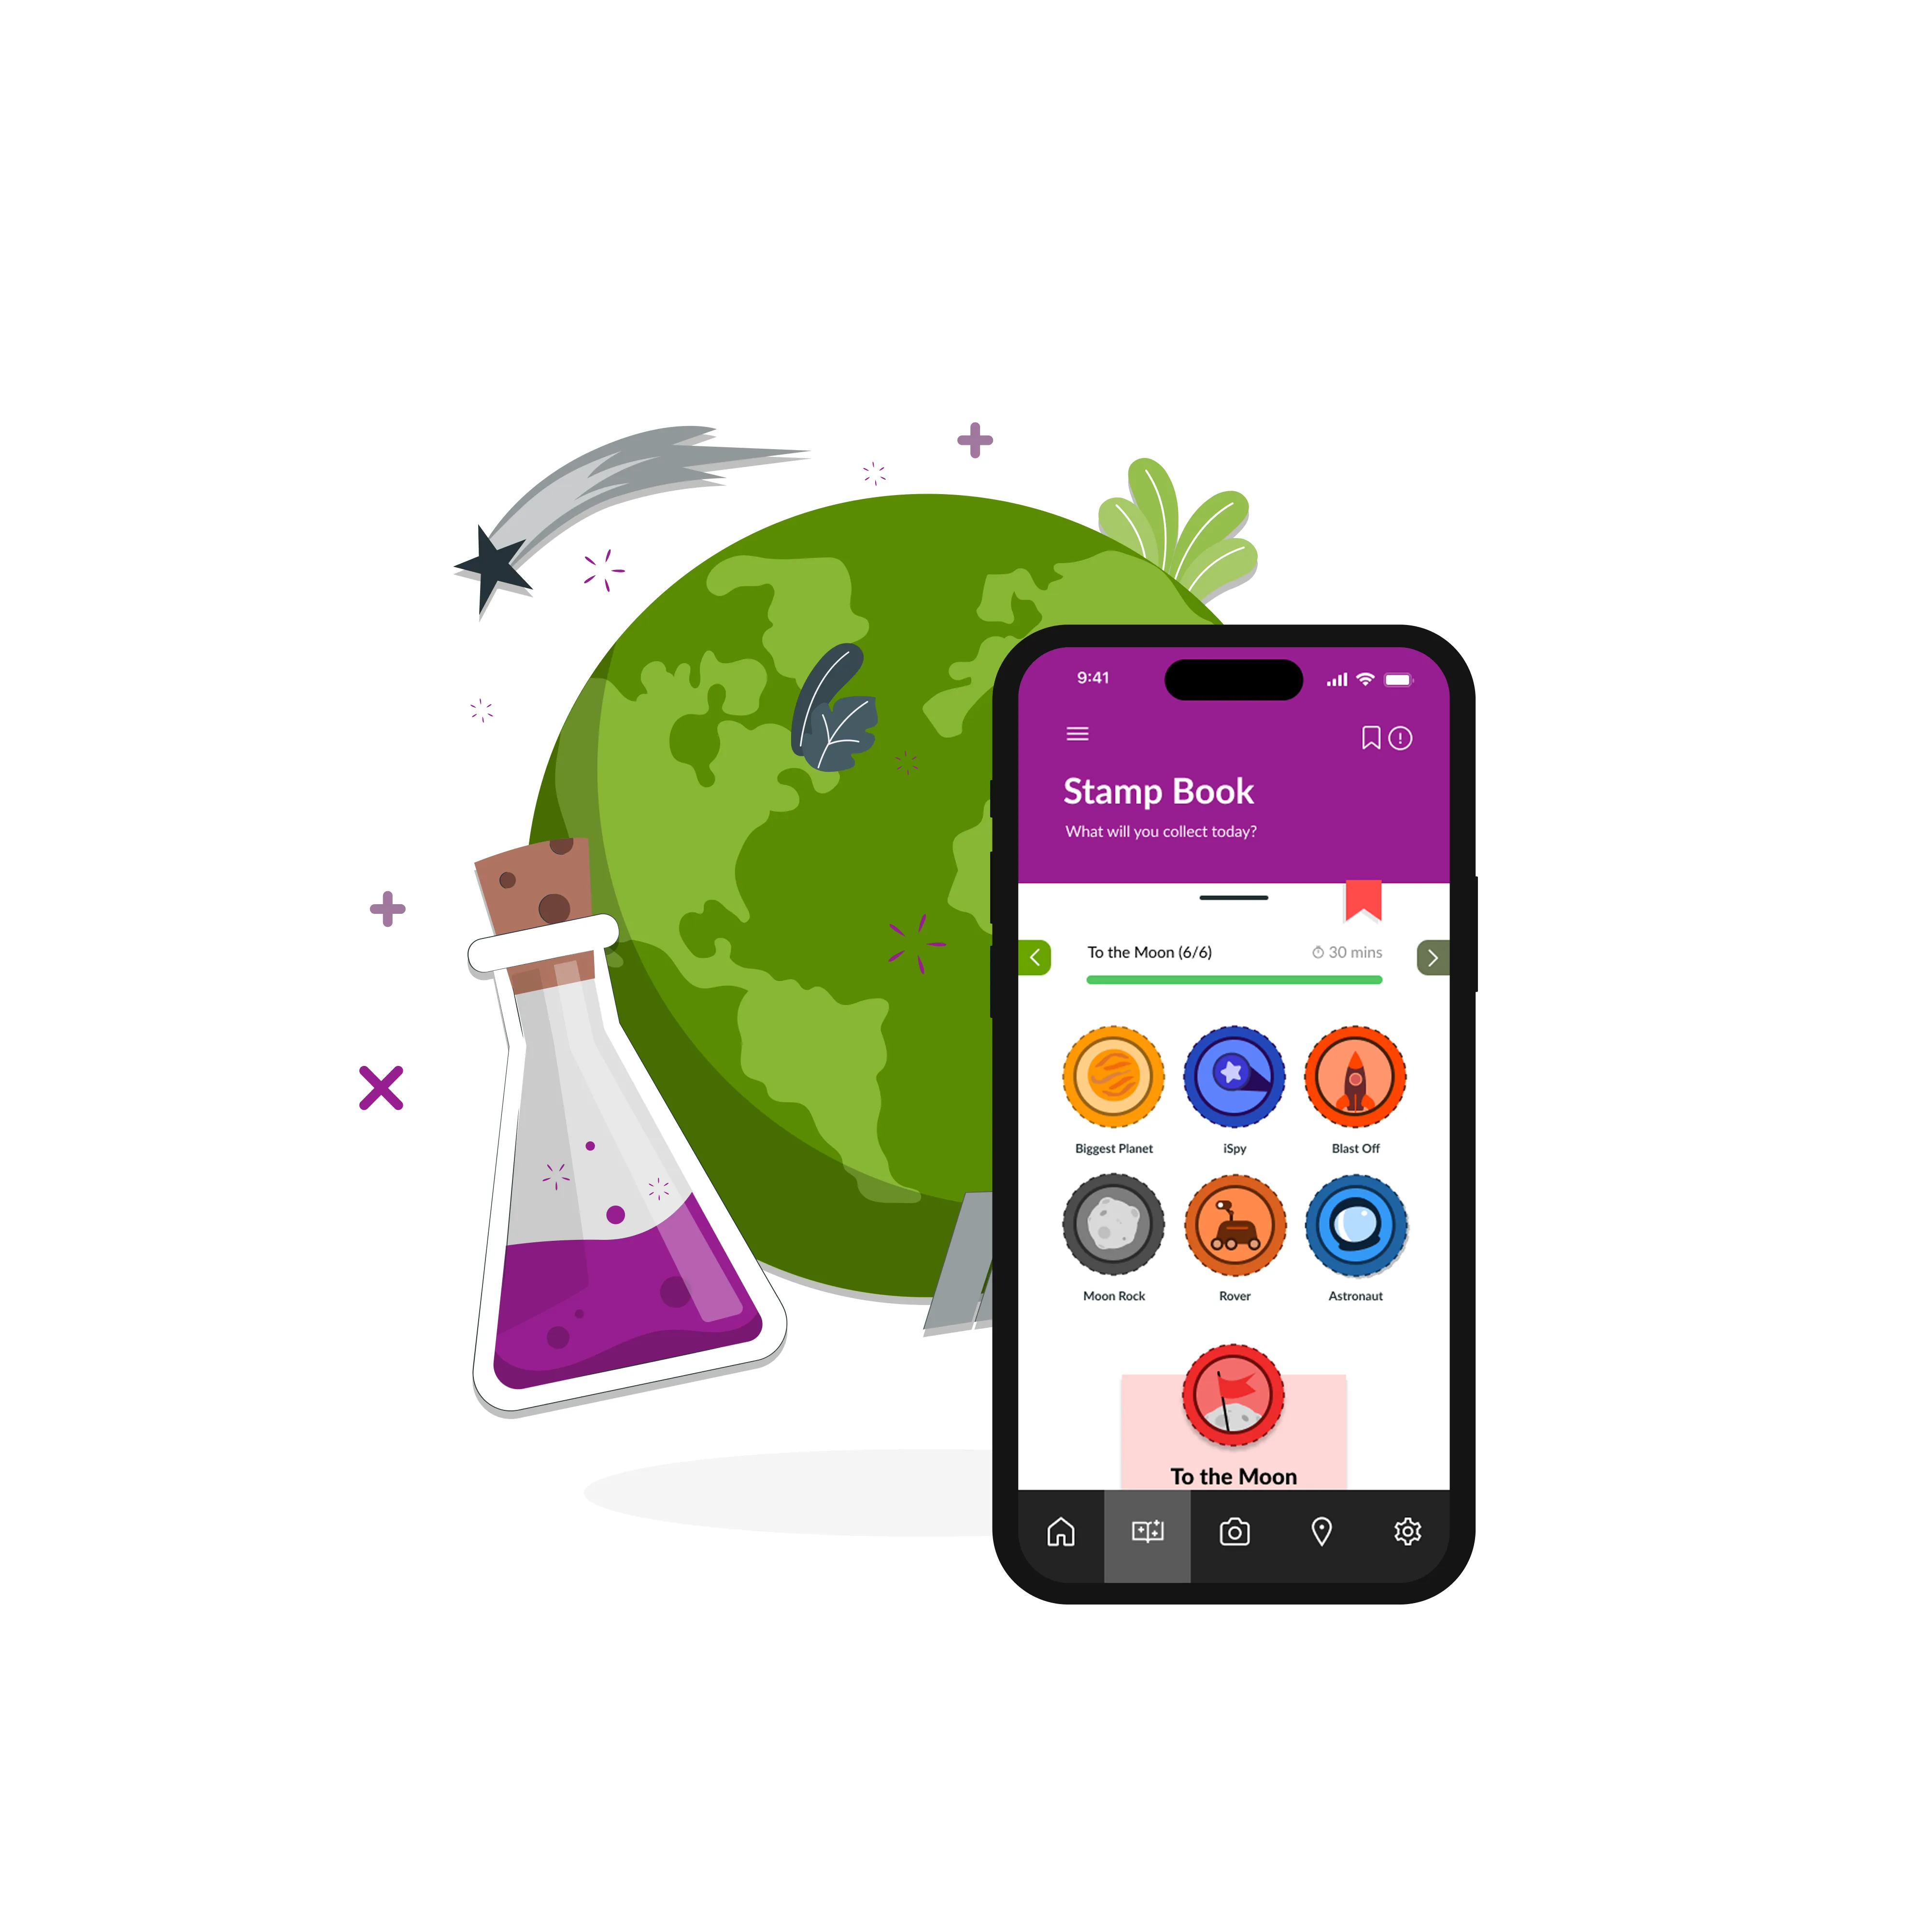 9:41
Stamp Book
What will you collect today?
To the Moon (6/6) 30 mins
Biggest Planet iSpy Blast Off
Moon Rock Rover Astronaut
To the Moon